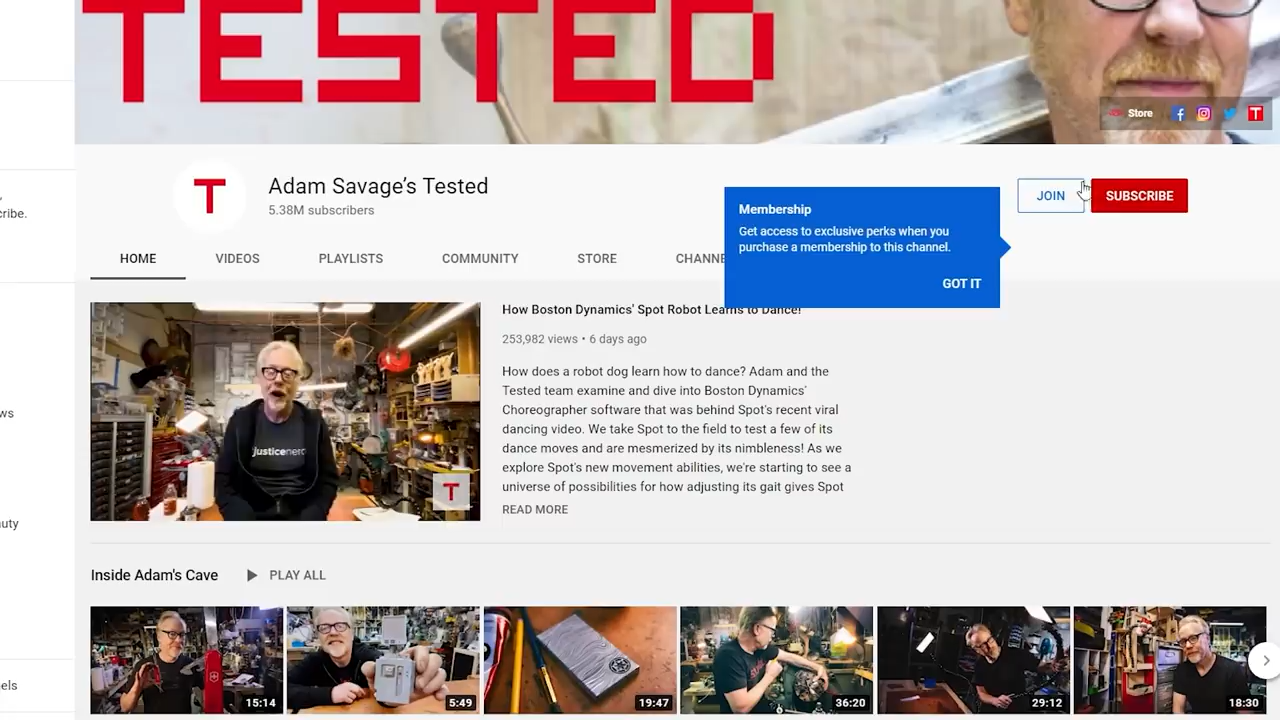 TESTED
Store
T
T
Adam Savage's Tested
5.38M subscribers
JOIN
SUBSCRIBE
Membership
Get access to exclusive perks when you
purchase a membership to this channel.
GOT IT
HOME
VIDEOS
PLAYLISTS
COMMUNITY
STORE
CHANNE
How Boston Dynamics' Spot Robot Learns to Dance!
253,982 views • 6 days ago
How does a robot dog learn how to dance? Adam and the
Tested team examine and dive into Boston Dynamics'
Choreographer software that was behind Spot's recent viral
dancing video. We take Spot to the field to test a few of its
dance moves and are mesmerized by its nimbleness! As we
explore Spot's new movement abilities, we're starting to see a
universe of possibilities for how adjusting its gait gives Spot
READ MORE
justicenerd
T
Inside Adam's Cave
PLAY ALL
15:14
5:49
19:47
36:20
29:12
18:30
cribe.
ws
auty
els